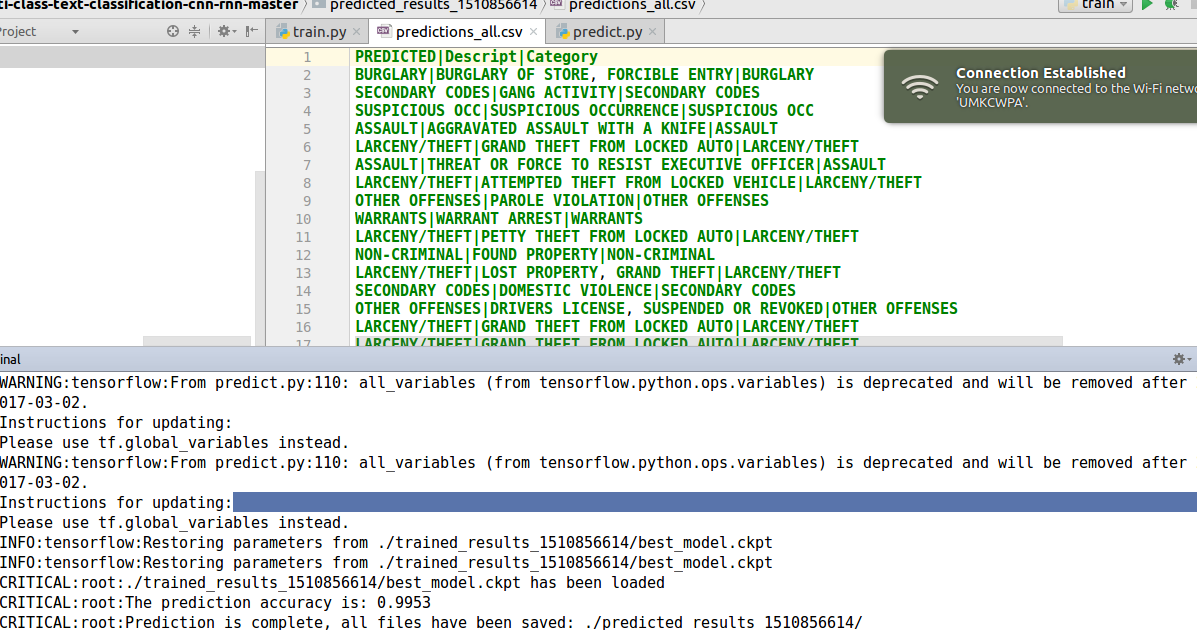 ti-class-text-classification-cnn-rnn-master predicted_results_1510856614 predictions_all.csv train
Project train.py predictions_all.csv predict.py
1 PREDICTED|Descript|Category
2 BURGLARY|BURGLARY OF STORE, FORCIBLE ENTRY|BURGLARY
3 SECONDARY CODES|GANG ACTIVITY|SECONDARY CODES
4 SUSPICIOUS OCC|SUSPICIOUS OCCURRENCE|SUSPICIOUS OCC
5 ASSAULT|AGGRAVATED ASSAULT WITH A KNIFE|ASSAULT
6 LARCENY/THEFT|GRAND THEFT FROM LOCKED AUTO|LARCENY/THEFT
7 ASSAULT|THREAT OR FORCE TO RESIST EXECUTIVE OFFICER|ASSAULT
8 LARCENY/THEFT|ATTEMPTED THEFT FROM LOCKED VEHICLE|LARCENY/THEFT
9 OTHER OFFENSES|PAROLE VIOLATION|OTHER OFFENSES
10 WARRANTS|WARRANT ARREST|WARRANTS
11 LARCENY/THEFT|PETTY THEFT FROM LOCKED AUTO|LARCENY/THEFT
12 NON-CRIMINAL|FOUND PROPERTY|NON-CRIMINAL
13 LARCENY/THEFT|LOST PROPERTY, GRAND THEFT|LARCENY/THEFT
14 SECONDARY CODES|DOMESTIC VIOLENCE|SECONDARY CODES
15 OTHER OFFENSES|DRIVERS LICENSE, SUSPENDED OR REVOKED|OTHER OFFENSES
16 LARCENY/THEFT|GRAND THEFT FROM LOCKED AUTO|LARCENY/THEFT
17 LARCENY/THEFT|GRAND THEFT FROM LOCKED AUTO|LARCENY/THEFT
Connection Established
You are now connected to the Wi-Fi netwo
'UMKCWPA'.
inal
WARNING:tensorflow:From predict.py:110: all_variables (from tensorflow.python.ops.variables) is deprecated and will be removed after
017-03-02.
Instructions for updating:
Please use tf.global_variables instead.
WARNING:tensorflow:From predict.py:110: all_variables (from tensorflow.python.ops.variables) is deprecated and will be removed after
017-03-02.
Instructions for updating:
Please use tf.global_variables instead.
INFO:tensorflow:Restoring parameters from ./trained_results_1510856614/best_model.ckpt
INFO:tensorflow:Restoring parameters from ./trained_results_1510856614/best_model.ckpt
CRITICAL:root:./trained_results_1510856614/best_model.ckpt has been loaded
CRITICAL:root:The prediction accuracy is: 0.9953
CRITICAL:root:Prediction is complete, all files have been saved: ./predicted_results_1510856614/